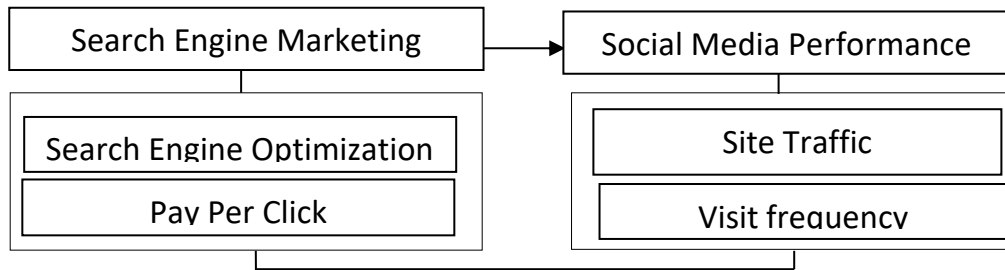 Search Engine Marketing
Social Media Performance
Search Engine Optimization
Pay Per Click
Site Traffic
Visit frequency